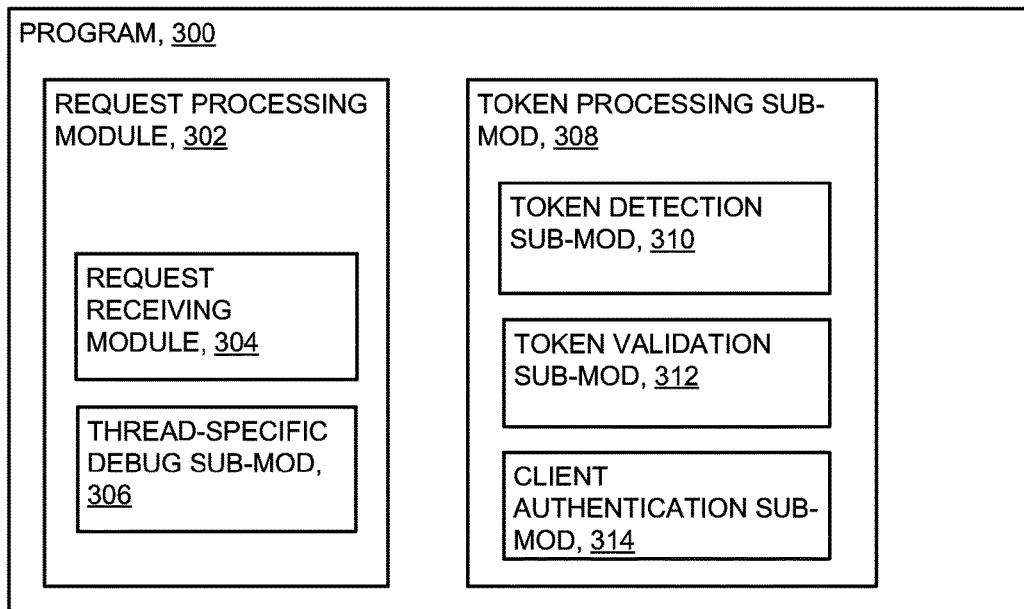 PROGRAM, 300
REQUEST PROCESSING
MODULE, 302
REQUEST
RECEIVING
MODULE, 304
THREAD-SPECIFIC
DEBUG SUB-MOD,
306
TOKEN PROCESSING SUB-
MOD, 308
TOKEN DETECTION
SUB-MOD, 310
TOKEN VALIDATION
SUB-MOD, 312
CLIENT
AUTHENTICATION SUB-
MOD, 314